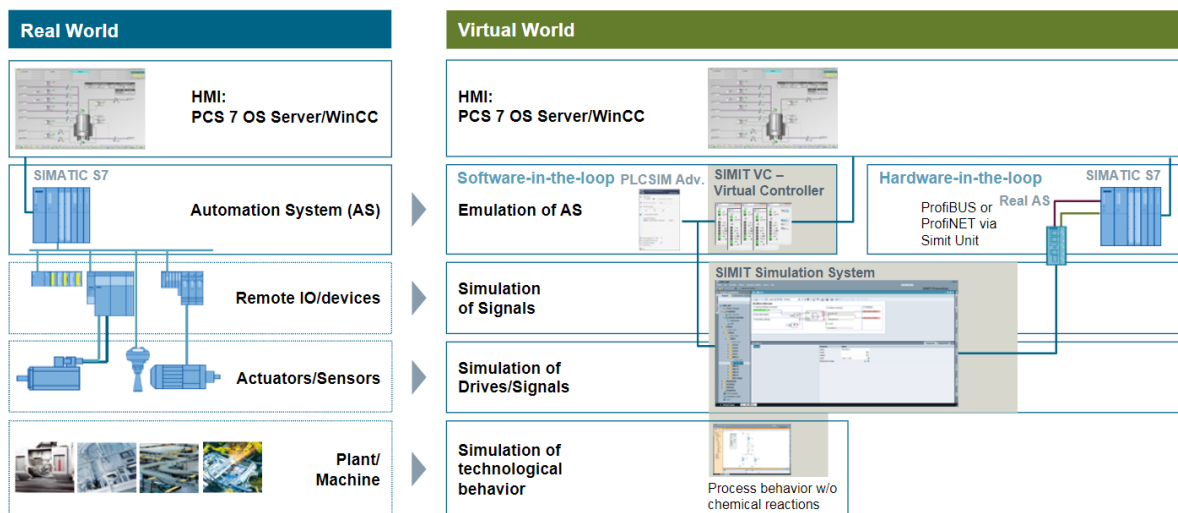 Real World
Virtual World
HMI:
PCS 7 OS Server/WinCC
HMI:
PCS 7 OS Server/WinCC
SIMATIC S7
Automation System (AS)
Software-in-the-loop
PLCSIM Adv.
Emulation of AS
SIMIT VC –
Virtual Controller
Hardware-in-the-loop
SIMATIC S7
Real AS
ProfiBUS or
ProfiNET via
Simit Unit
Remote IO/devices
Simulation
of Signals
SIMIT Simulation System
Actuators/Sensors
Simulation of
Drives/Signals
Plant/
Machine
Simulation of
technological
behavior
Process behavior w/o
chemical reactions